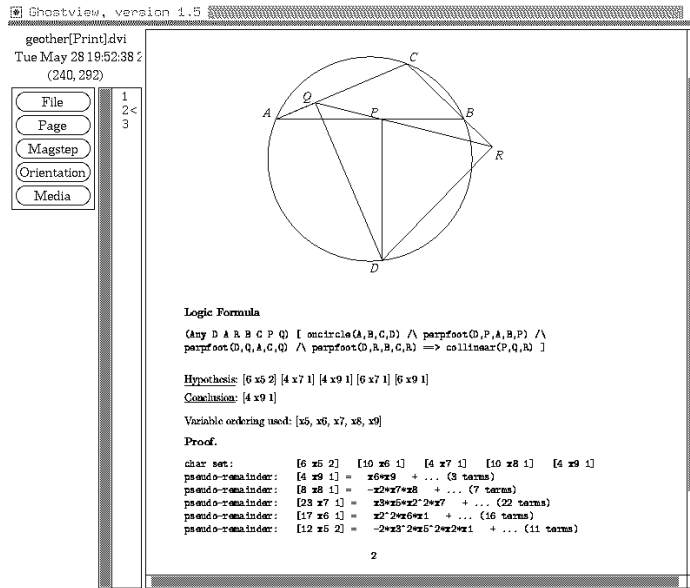 Ghostview, version 1.5
geother[Print].dvi
Tue May 28 19:52:38 2
(240, 292)
File
Page
Magstep
Orientation
Media
1
2<
3
C
Q
A
P
B
R
D
Logic Formula
(Any D A R B C P Q) [ oncircle(A,B,C,D) /\ perpfoot(D,P,A,B,P) /\
perpfoot(D,Q,A,C,Q) /\ perpfoot(D,R,B,C,R) ==> collinear(P,Q,R) ]
Hypothesis: [6 x5 2] [4 x7 1] [4 x9 1] [6 x7 1] [6 x9 1]
Conclusion: [4 x9 1]
Variable ordering used: [x5, x6, x7, x8, x9]
Proof.
char set: [6 x5 2] [10 x6 1] [4 x7 1] [10 x8 1] [4 x9 1]
pseudo-remainder: [4 x9 1] = x6*x9 + ... (3 terms)
pseudo-remainder: [8 x8 1] = -x2*x7*x8 + ... (7 terms)
pseudo-remainder: [23 x7 1] = x3*x5*x2^2*x7 + ... (22 terms)
pseudo-remainder: [17 x6 1] = x2^2*x6*x1 + ... (16 terms)
pseudo-remainder: [12 x5 2] = -2*x3^2*x5^2*x2*x1 + ... (11 terms)
2